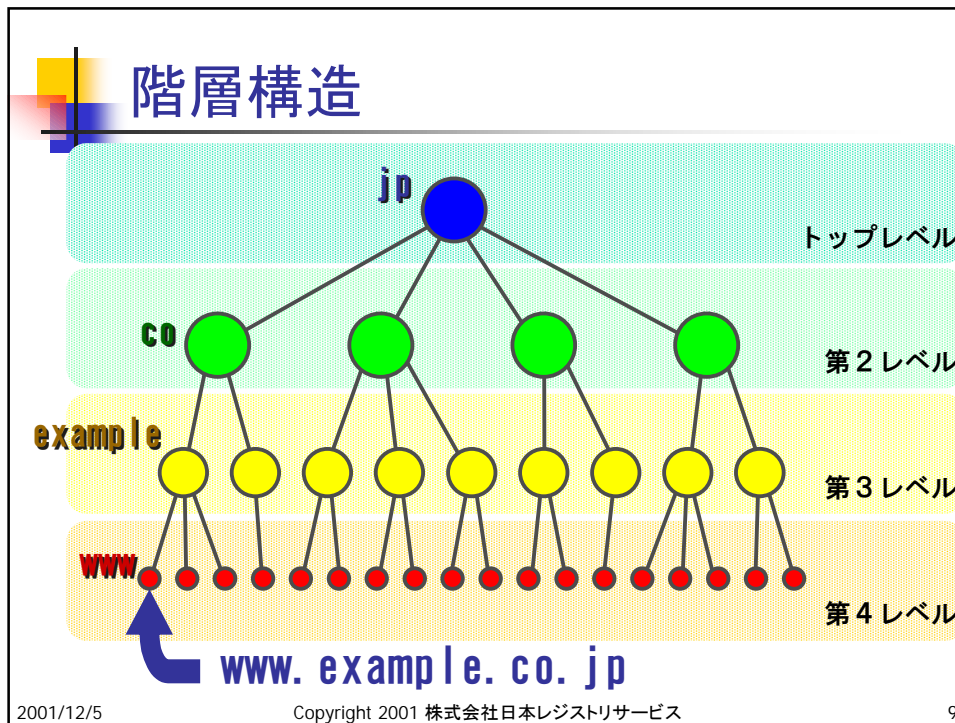 階層構造
jp
トップレベル
co
第２レベル
example
第３レベル
www
第４レベル
www.example.co.jp
2001/12/5 Copyright 2001 株式会社日本レジストリサービス 9